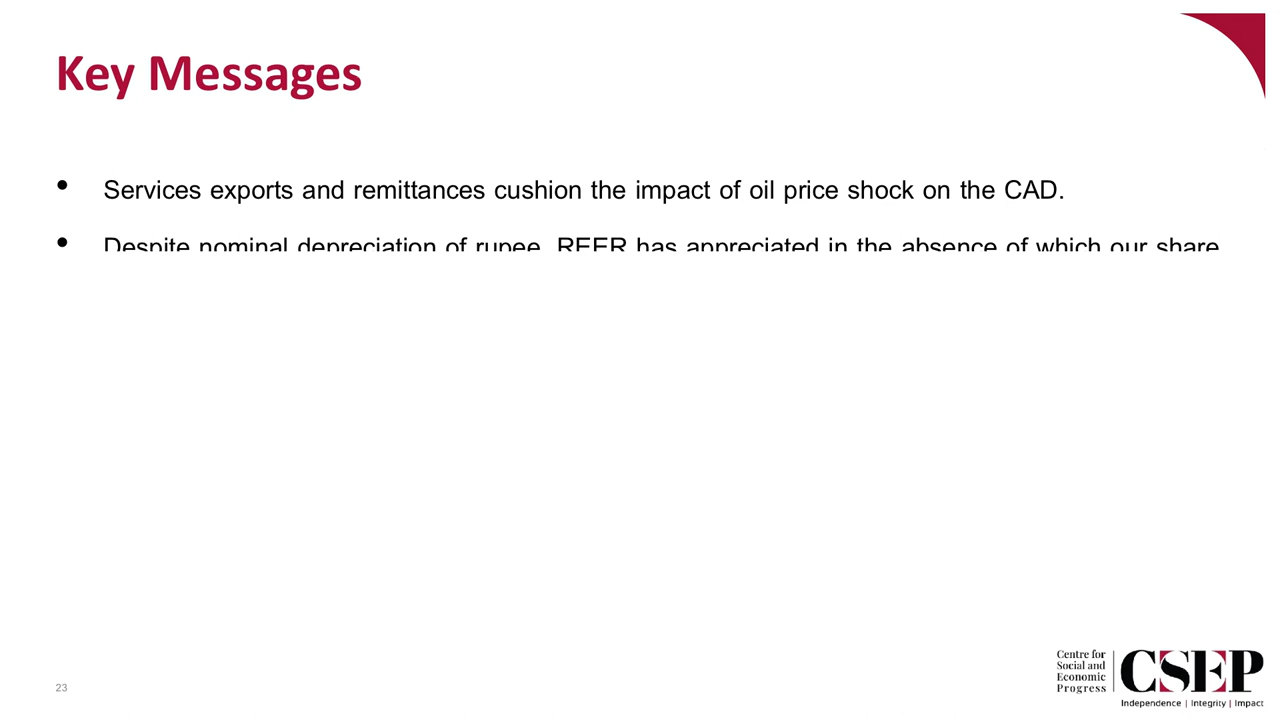 Key Messages
• Services exports and remittances cushion the impact of oil price shock on the CAD.
• Despite nominal depreciation of rupee, REER has appreciated in the absence of which our share
23
Centre for
Social and
Economic
Progress
CSEP
Independence | Integrity | Impact